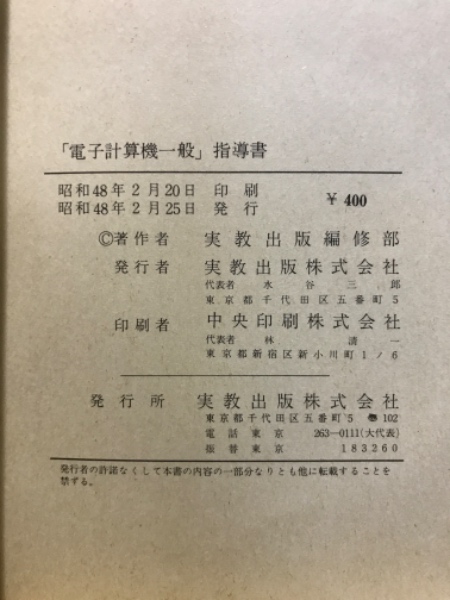 「電子計算機一般」指導書
昭和48年2月20日 印刷
昭和48年2月25日 発行
¥ 400
©著作者 実教出版編修部
発行者 実教出版株式会社
代表者 水谷三郎
東京都千代田区五番町5
印刷者 中央印刷株式会社
代表者 林 清一
東京都新宿区新小川町1/6
発行所 実教出版株式会社
東京都千代田区五番町5 102
電話東京 263-0111(大代表)
振替東京 183260
発行者の許諾なくして本書の内容の一部分なりとも他に転載することを
禁ずる。